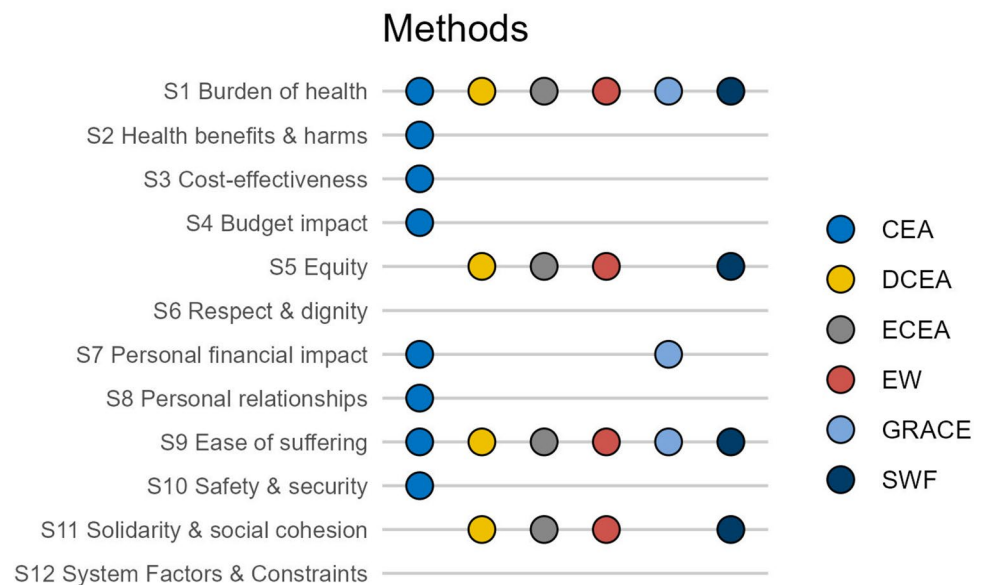 Methods
S1 Burden of health
S2 Health benefits & harms
S3 Cost-effectiveness
S4 Budget impact
S5 Equity
S6 Respect & dignity
S7 Personal financial impact
S8 Personal relationships
S9 Ease of suffering
S10 Safety & security
S11 Solidarity & social cohesion
S12 System Factors & Constraints
CEA
DCEA
ECEA
EW
GRACE
SWF